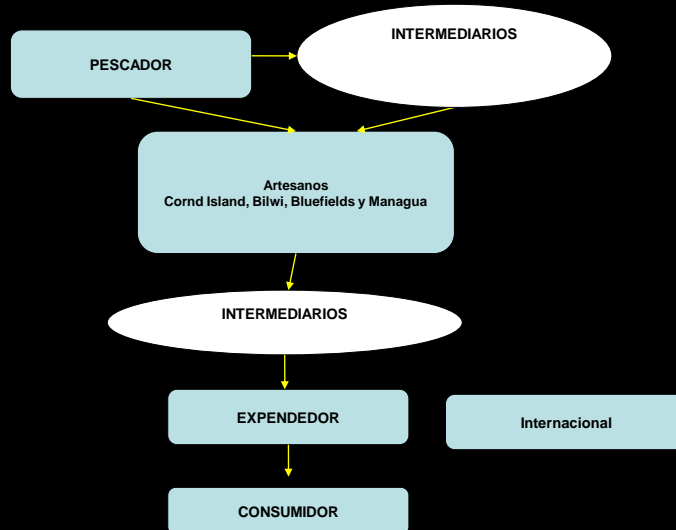 INTERMEDIARIOS
PESCADOR
Artesanos
Cornd Island, Bilwi, Bluefields y Managua
INTERMEDIARIOS
EXPENDEDOR
Internacional
CONSUMIDOR